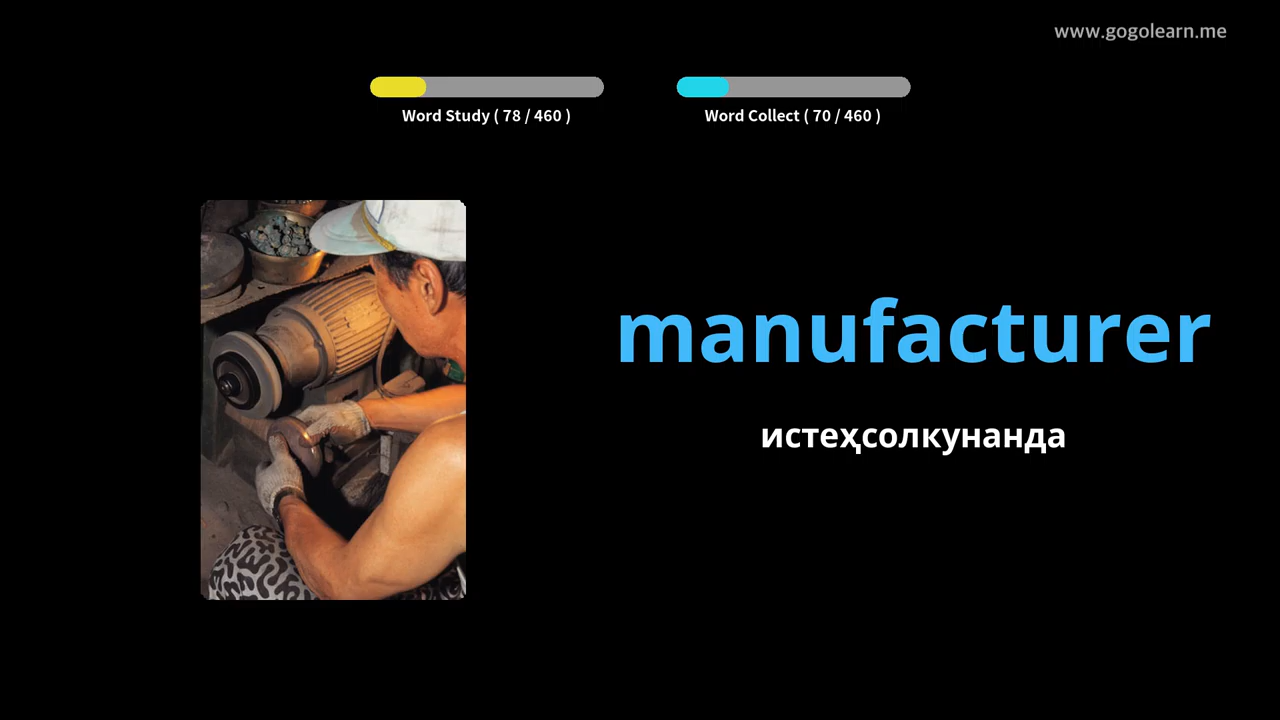 www.gogolearn.me
Word Study ( 78 / 460 )
Word Collect ( 70 / 460 )
manufacturer
истеҳсолкунанда